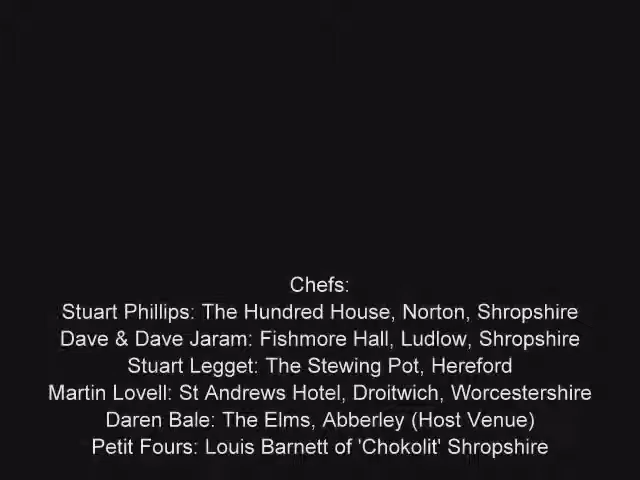 Chefs:
Stuart Phillips: The Hundred House, Norton, Shropshire
Dave & Dave Jaram: Fishmore Hall, Ludlow, Shropshire
Stuart Legget: The Stewing Pot, Hereford
Martin Lovell: St Andrews Hotel, Droitwich, Worcestershire
Daren Bale: The Elms, Abberley (Host Venue)
Petit Fours: Louis Barnett of 'Chokolit' Shropshire